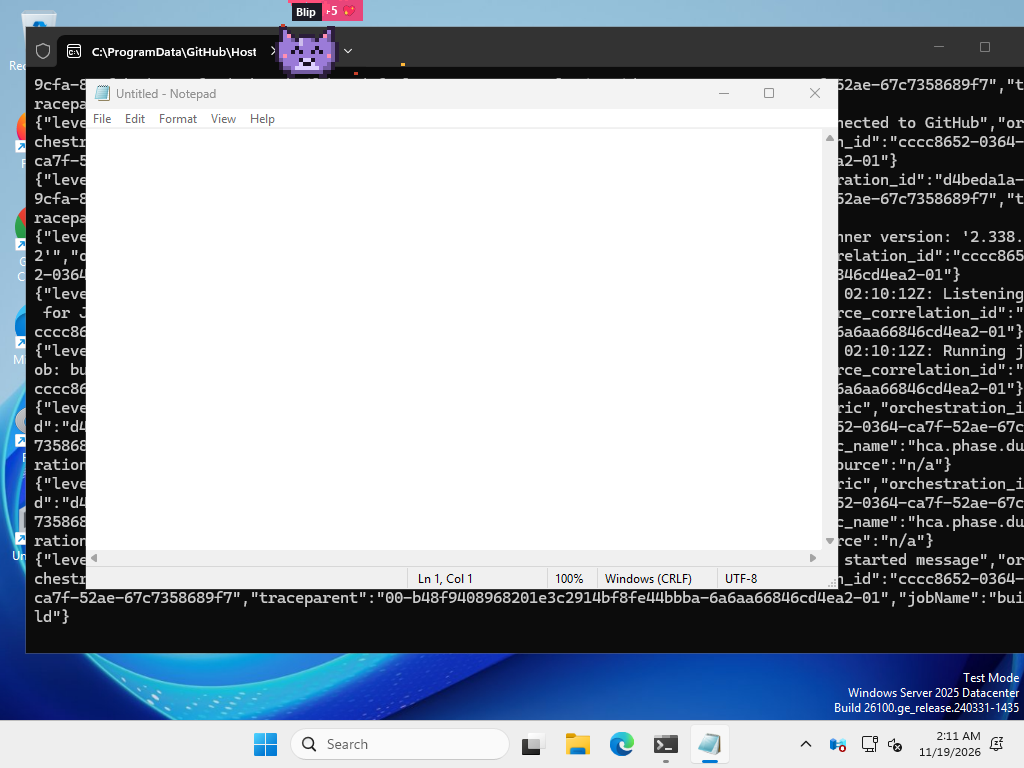 Blip 5
C:\ProgramData\GitHub\Host
Untitled - Notepad
File Edit Format View Help
52ae-67c7358689f7","t
racepa
{"leve nected to GitHub","or
chestr n_id":"cccc8652-0364-
ca7f-5 a2-01"}
{"leve ration_id":"d4beda1a-
9cfa-8 52ae-67c7358689f7","t
racepa
{"leve nner version: '2.338.
2'","o relation_id":"cccc865
2-0364 846cd4ea2-01"}
{"leve 02:10:12Z: Listening
for J rce_correlation_id":"
cccc86 6a6aa66846cd4ea2-01"}
{"leve 02:10:12Z: Running j
ob: bu rce_correlation_id":"
cccc86 6a6aa66846cd4ea2-01"}
{"leve ric","orchestration_i
d":"d4 52-0364-ca7f-52ae-67c
735868 c_name":"hca.phase.du
ration ource":"n/a"}
{"leve ric","orchestration_i
d":"d4 52-0364-ca7f-52ae-67c
735868 c_name":"hca.phase.du
ration ource":"n/a"}
{"leve started message","or
chestr n_id":"cccc8652-0364-
ca7f-52ae-67c7358689f7","traceparent":"00-b48f9408968201e3c2914bf8fe44bbba-6a6aa66846cd4ea2-01","jobName":"bui
ld"}
Ln 1, Col 1 100% Windows (CRLF) UTF-8
Test Mode
Windows Server 2025 Datacenter
Build 26100.ge_release.240331-1435
Search
2:11 AM
11/19/2026